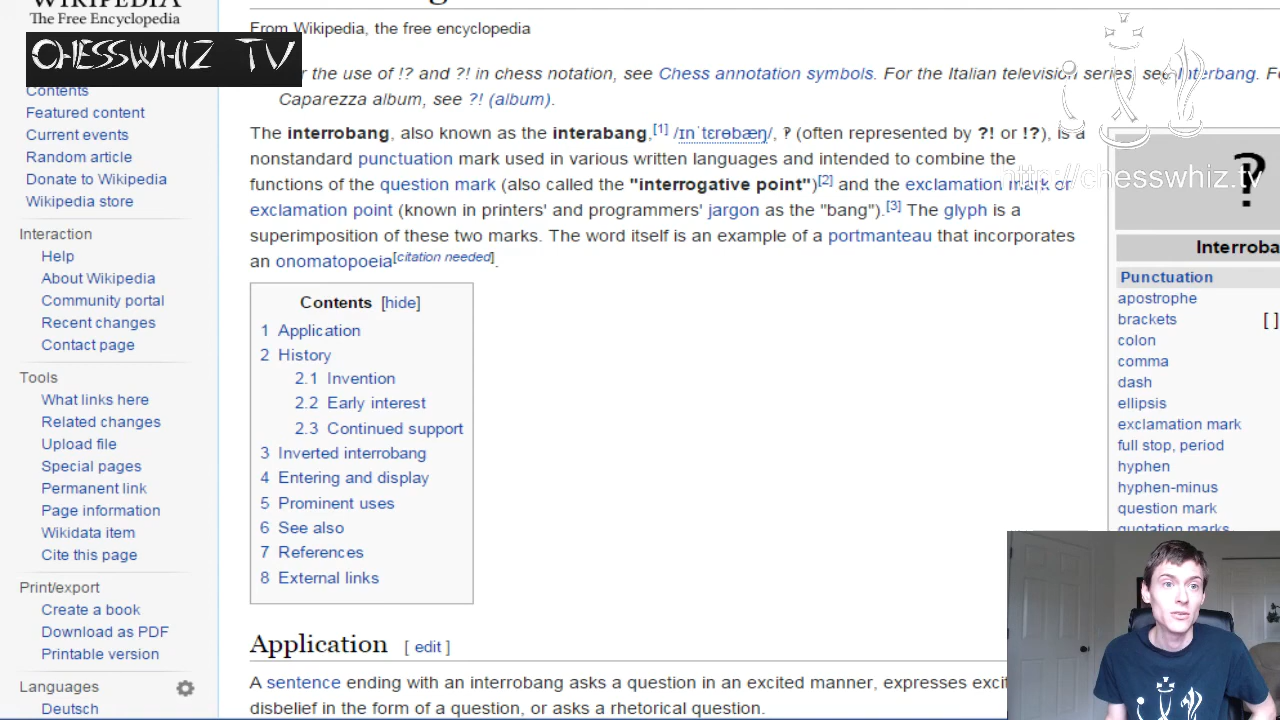 WIKIPEDIA
The Free Encyclopedia
CHESSWHIZ TV
Contents
Featured content
Current events
Random article
Donate to Wikipedia
Wikipedia store
Interaction
Help
About Wikipedia
Community portal
Recent changes
Contact page
Tools
What links here
Related changes
Upload file
Special pages
Permanent link
Page information
Wikidata item
Cite this page
Print/export
Create a book
Download as PDF
Printable version
Languages
Deutsch
From Wikipedia, the free encyclopedia
r the use of !? and ?! in chess notation, see Chess annotation symbols. For the Italian television series, see Interbang. F
Caparezza album, see ?! (album).
The interrobang, also known as the interabang,[1] /ɪnˈtɛrəbæŋ/, ‽ (often represented by ?! or !?), is a
nonstandard punctuation mark used in various written languages and intended to combine the
functions of the question mark (also called the "interrogative point")[2] and the exclamation mark or
exclamation point (known in printers' and programmers' jargon as the "bang").[3] The glyph is a
superimposition of these two marks. The word itself is an example of a portmanteau that incorporates
an onomatopoeia[citation needed].
Contents [hide]
1 Application
2 History
2.1 Invention
2.2 Early interest
2.3 Continued support
3 Inverted interrobang
4 Entering and display
5 Prominent uses
6 See also
7 References
8 External links
Application [ edit ]
A sentence ending with an interrobang asks a question in an excited manner, expresses exci
disbelief in the form of a question, or asks a rhetorical question.
http://chesswhiz.tv
‽
Interroba
Punctuation
apostrophe
brackets [ ]
colon
comma
dash
ellipsis
exclamation mark
full stop, period
hyphen
hyphen-minus
question mark
quotation marks